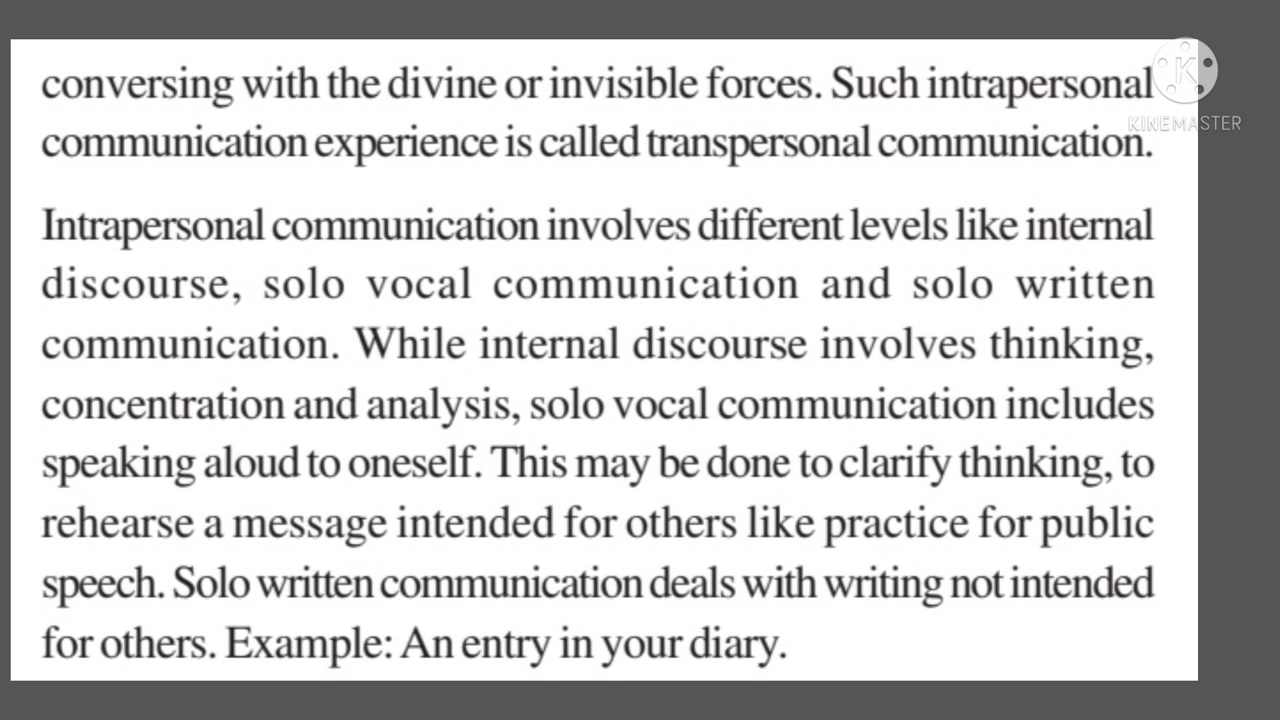 conversing with the divine or invisible forces. Such intrapersonal
communication experience is called transpersonal communication.
Intrapersonal communication involves different levels like internal
discourse, solo vocal communication and solo written
communication. While internal discourse involves thinking,
concentration and analysis, solo vocal communication includes
speaking aloud to oneself. This may be done to clarify thinking, to
rehearse a message intended for others like practice for public
speech. Solo written communication deals with writing not intended
for others. Example: An entry in your diary.
K
KINEMASTER